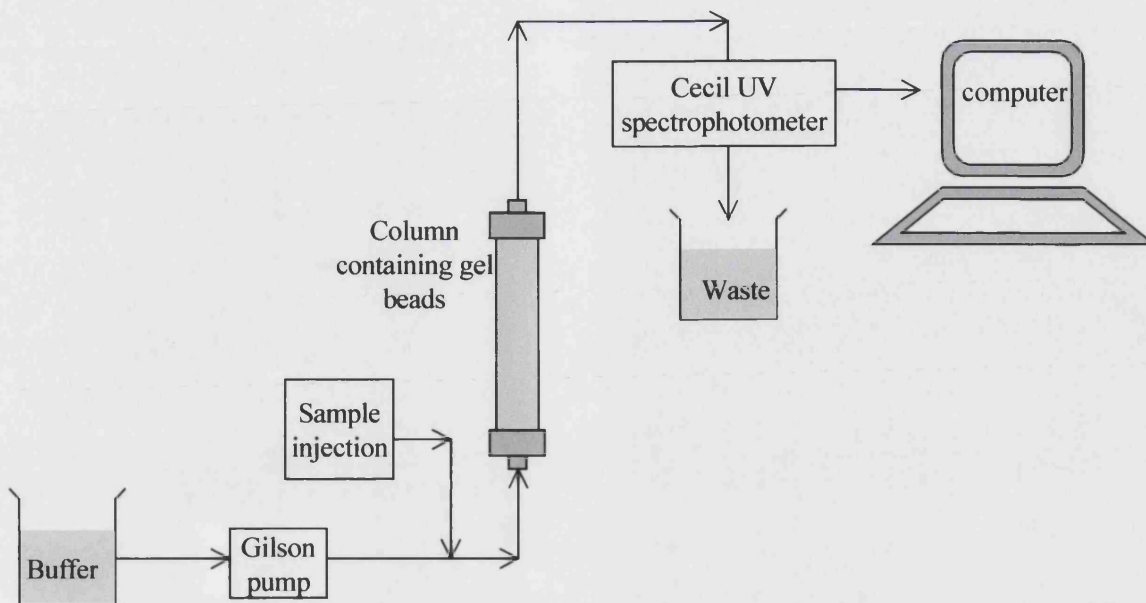 Cecil UV
spectrophotometer
computer
Column
containing gel
beads
Waste
Sample
injection
Gilson
pump
Buffer